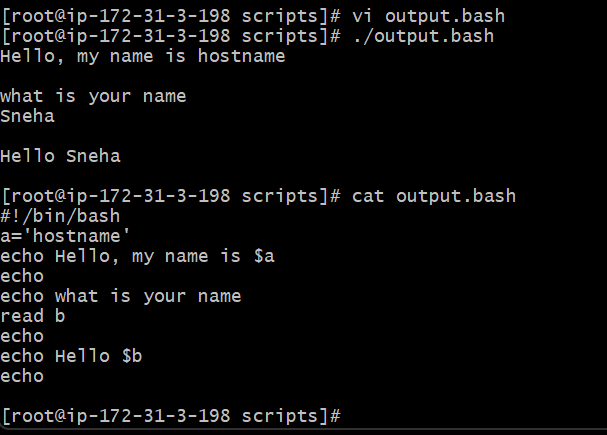 [root@ip-172-31-3-198 scripts]# vi output.bash
[root@ip-172-31-3-198 scripts]# ./output.bash
Hello, my name is hostname
what is your name
Sneha
Hello Sneha
[root@ip-172-31-3-198 scripts]# cat output.bash
#!/bin/bash
a='hostname'
echo Hello, my name is $a
echo
echo what is your name
read b
echo
echo Hello $b
echo
[root@ip-172-31-3-198 scripts]#